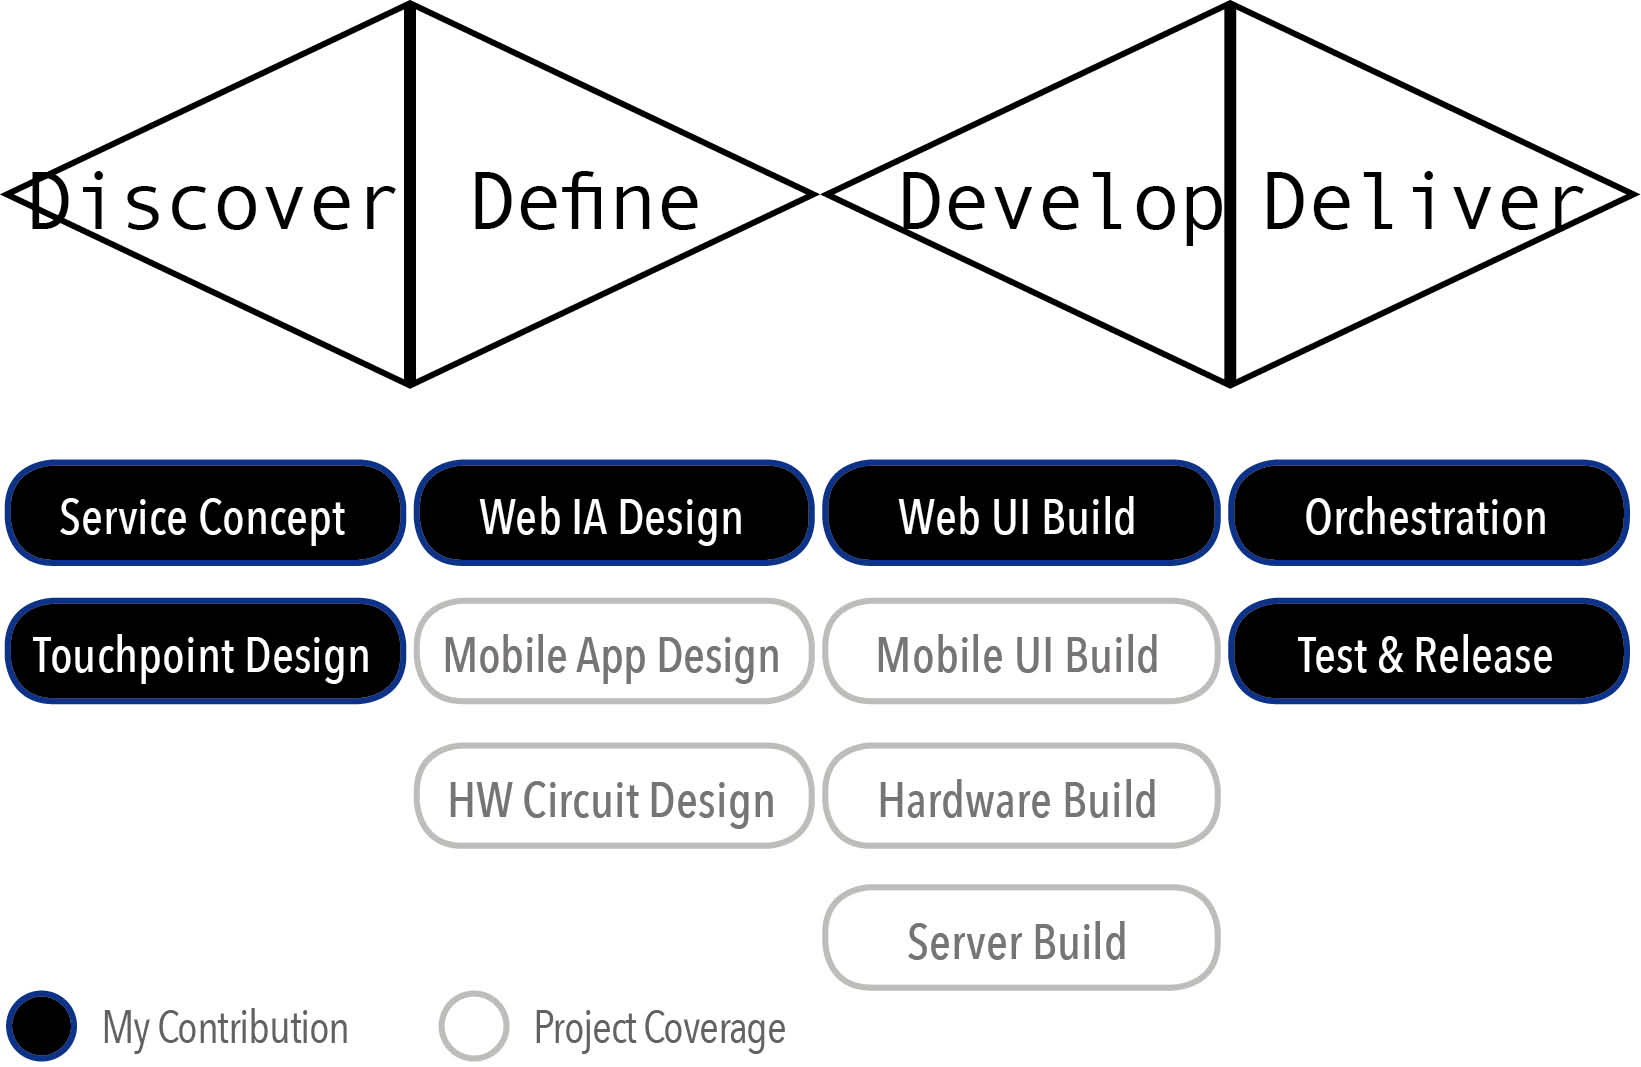 Discover Define Develop Deliver
Service Concept Web IA Design Web UI Build Orchestration
Touchpoint Design Mobile App Design Mobile UI Build Test & Release
HW Circuit Design Hardware Build
Server Build
My Contribution Project Coverage